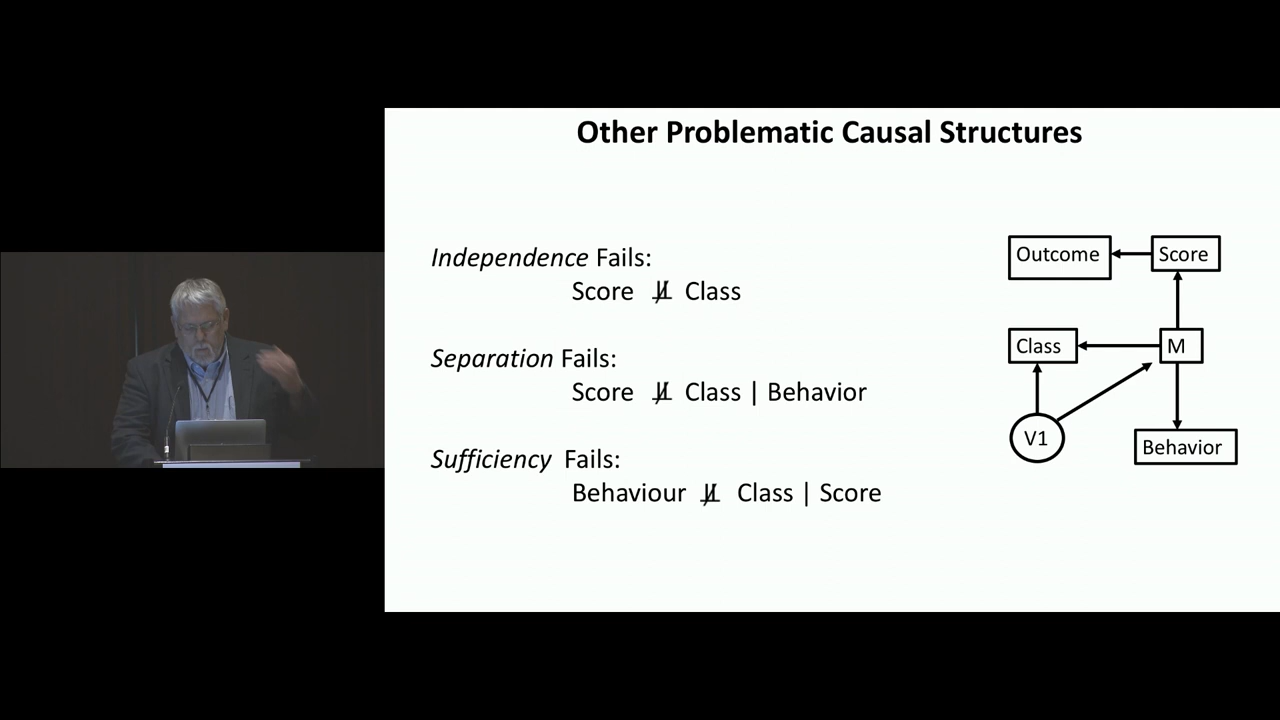 Other Problematic Causal Structures
Independence Fails:
Score ⫫̸ Class
Separation Fails:
Score ⫫̸ Class | Behavior
Sufficiency Fails:
Behaviour ⫫̸ Class | Score
Outcome
Score
Class
M
V1
Behavior